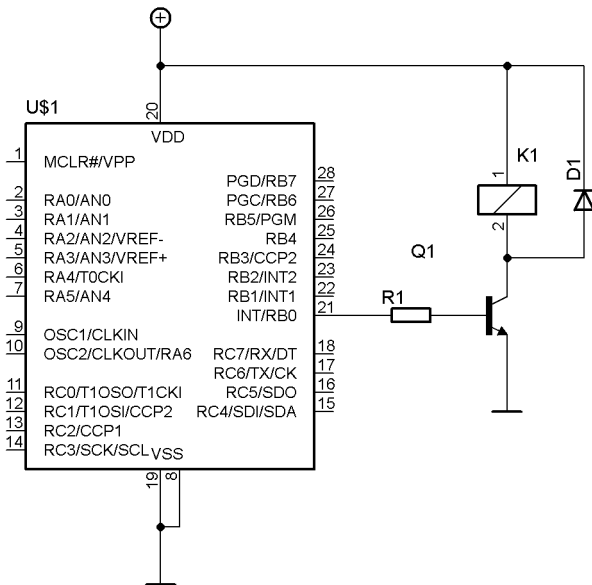 U$1
20
VDD
1 MCLR#/VPP
2 RA0/AN0
3 RA1/AN1
4 RA2/AN2/VREF-
5 RA3/AN3/VREF+
6 RA4/T0CKI
7 RA5/AN4
9 OSC1/CLKIN
10 OSC2/CLKOUT/RA6
11 RC0/T1OSO/T1CKI
12 RC1/T1OSI/CCP2
13 RC2/CCP1
14 RC3/SCK/SCL
VSS
19
8
PGD/RB7 28
PGC/RB6 27
RB5/PGM 26
RB4 25
RB3/CCP2 24
RB2/INT2 23
RB1/INT1 22
INT/RB0 21
RC7/RX/DT 18
RC6/TX/CK 17
RC5/SDO 16
RC4/SDI/SDA 15
R1
Q1
K1
1
2
D1